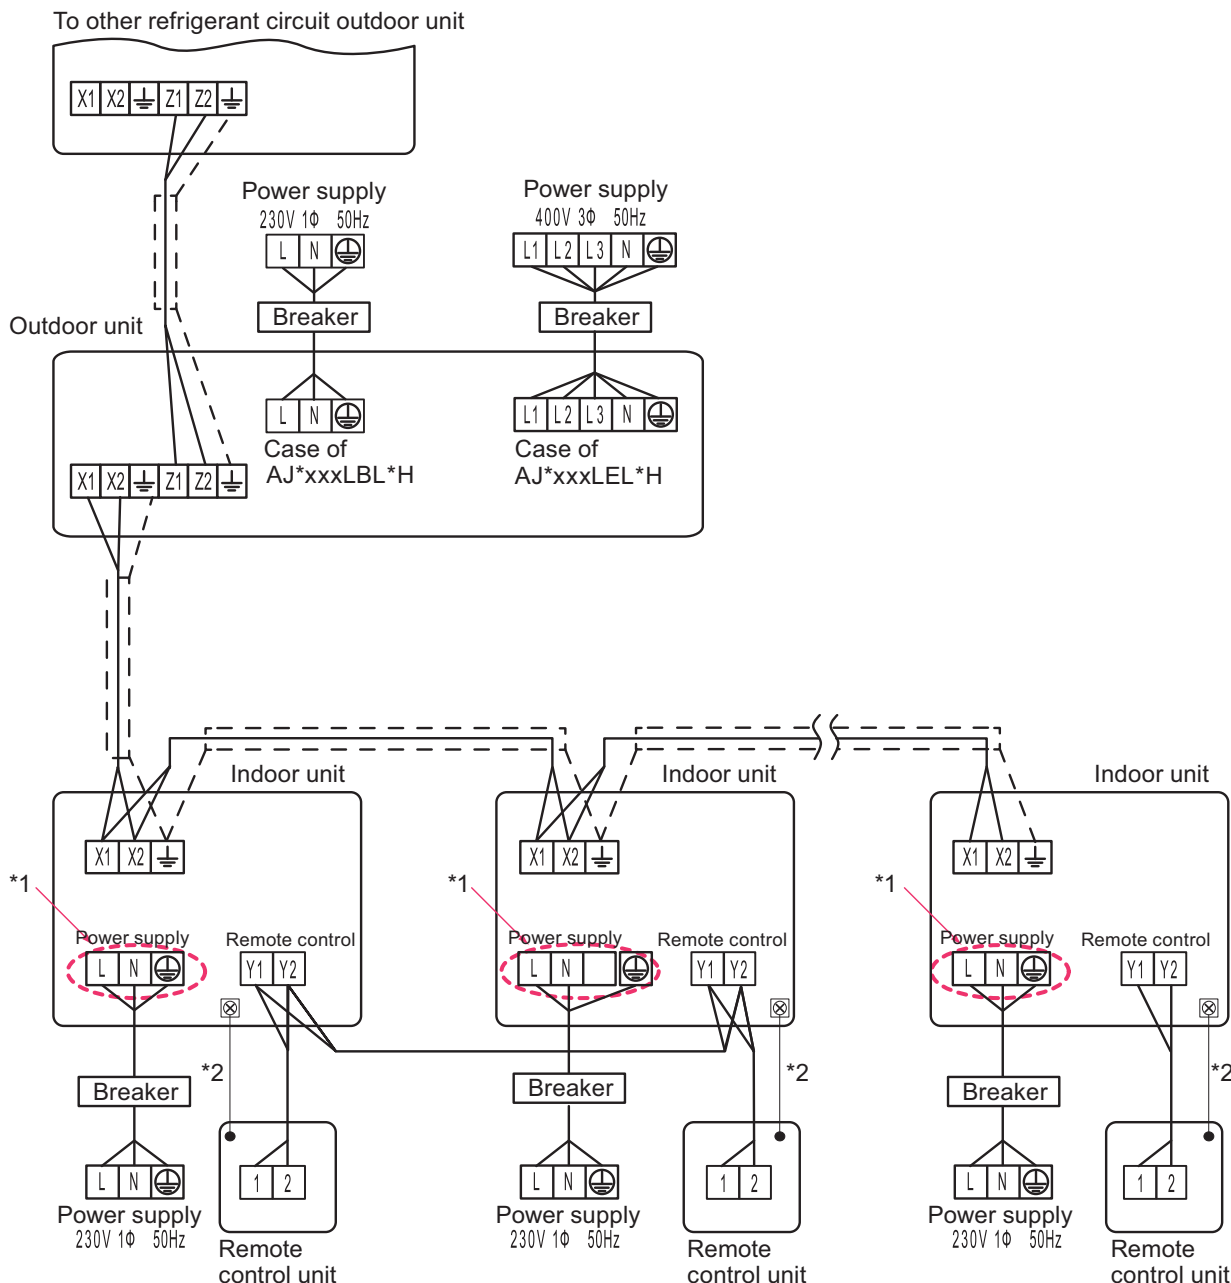 To other refrigerant circuit outdoor unit
X1 X2 Z1 Z2
Power supply
230V 1Φ 50Hz
L N
Breaker
Power supply
400V 3Φ 50Hz
L1 L2 L3 N
Breaker
Outdoor unit
L N
Case of
AJ*xxxLBL*H
L1 L2 L3 N
Case of
AJ*xxxLEL*H
X1 X2 Z1 Z2
Indoor unit
X1 X2
*1
Power supply
L N
Remote control
Y1 Y2
*2
Breaker
L N
Power supply
230V 1Φ 50Hz
1 2
Remote
control unit
Indoor unit
X1 X2
*1
Power supply
L N
Remote control
Y1 Y2
*2
Breaker
L N
Power supply
230V 1Φ 50Hz
1 2
Remote
control unit
Indoor unit
X1 X2
*1
Power supply
L N
Remote control
Y1 Y2
*2
Breaker
L N
Power supply
230V 1Φ 50Hz
1 2
Remote
control unit